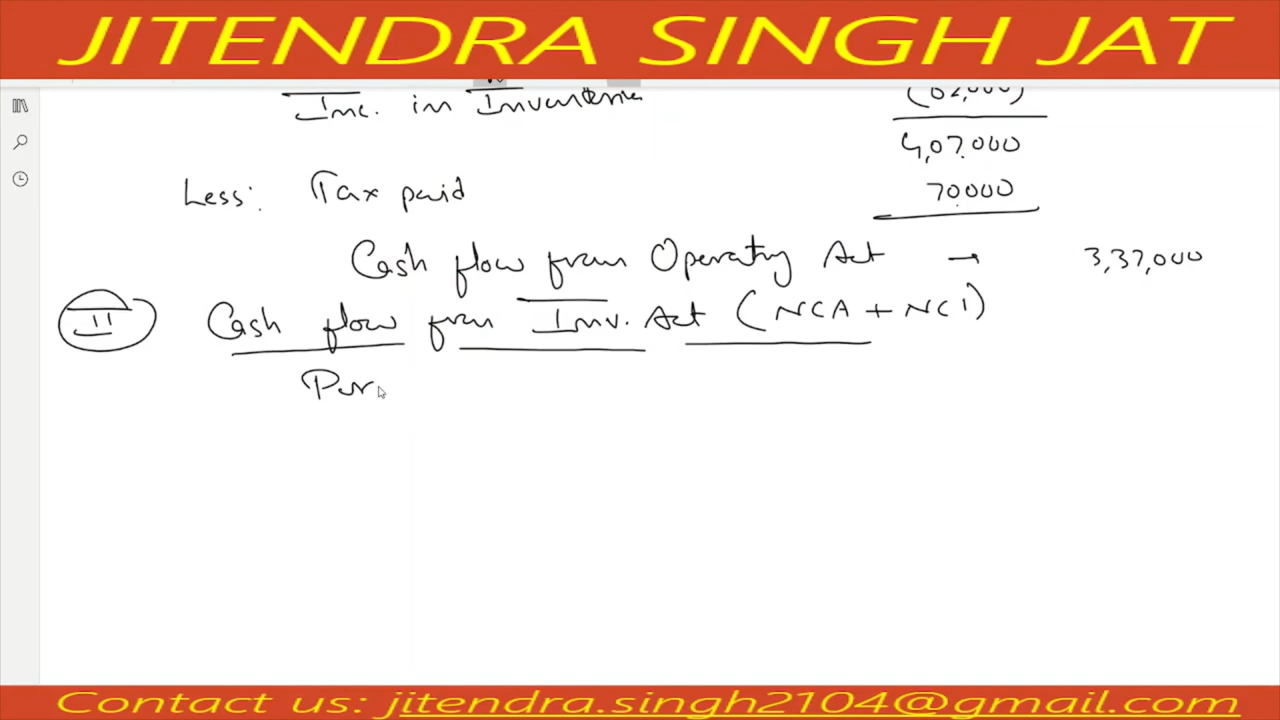 JITENDRA SINGH JAT
Inc. in Inventories
(62,000)
4,07,000
Less: Tax paid 70000
Cash flow from Operating Act → 3,37,000
II Cash flow from Inv. Act (NCA + NCI)
Pur
Contact us: jitendra.singh2104@gmail.com